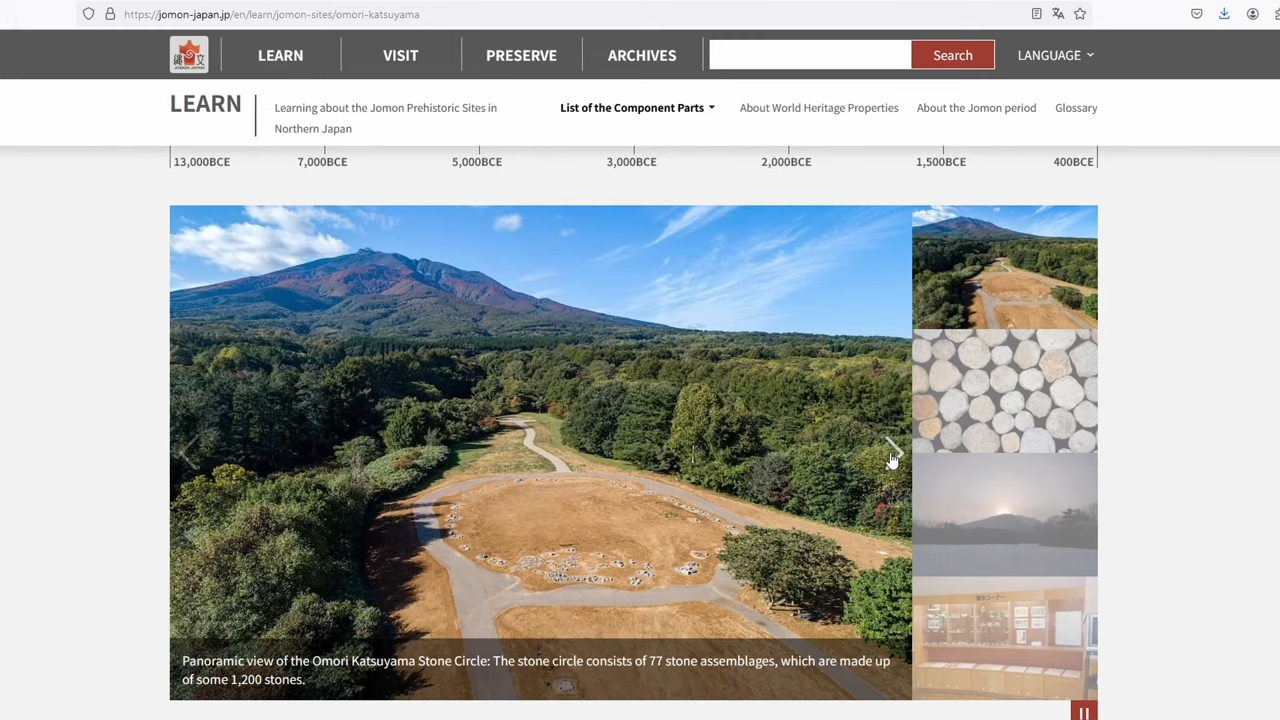 https://jomon-japan.jp/en/learn/jomon-sites/omori-katsuyama
縄文
JOMON JAPAN
LEARN
VISIT
PRESERVE
ARCHIVES
Search
LANGUAGE
LEARN
Learning about the Jomon Prehistoric Sites in
Northern Japan
List of the Component Parts
About World Heritage Properties
About the Jomon period
Glossary
13,000BCE
7,000BCE
5,000BCE
3,000BCE
2,000BCE
1,500BCE
400BCE
Panoramic view of the Omori Katsuyama Stone Circle: The stone circle consists of 77 stone assemblages, which are made up
of some 1,200 stones.